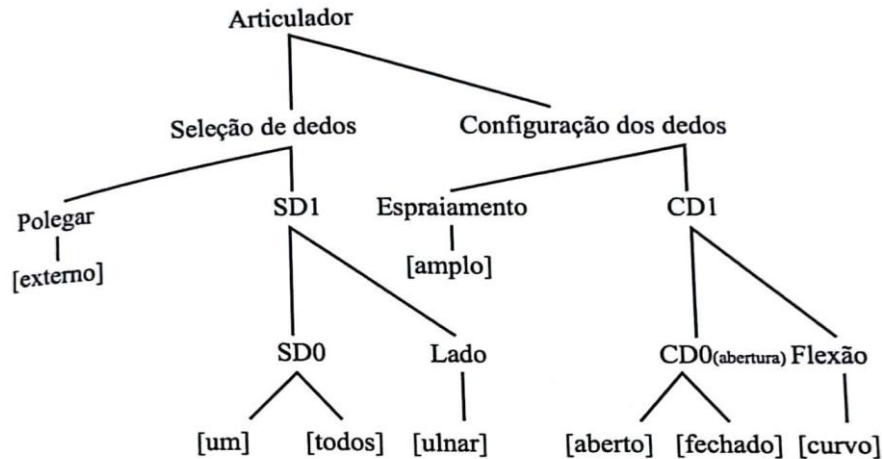 Articulador
Seleção de dedos Configuração dos dedos
Polegar SD1 Espraiamento CD1
[externo] [amplo]
SD0 Lado CD0(abertura) Flexão
[um] [todos] [ulnar] [aberto] [fechado] [curvo]